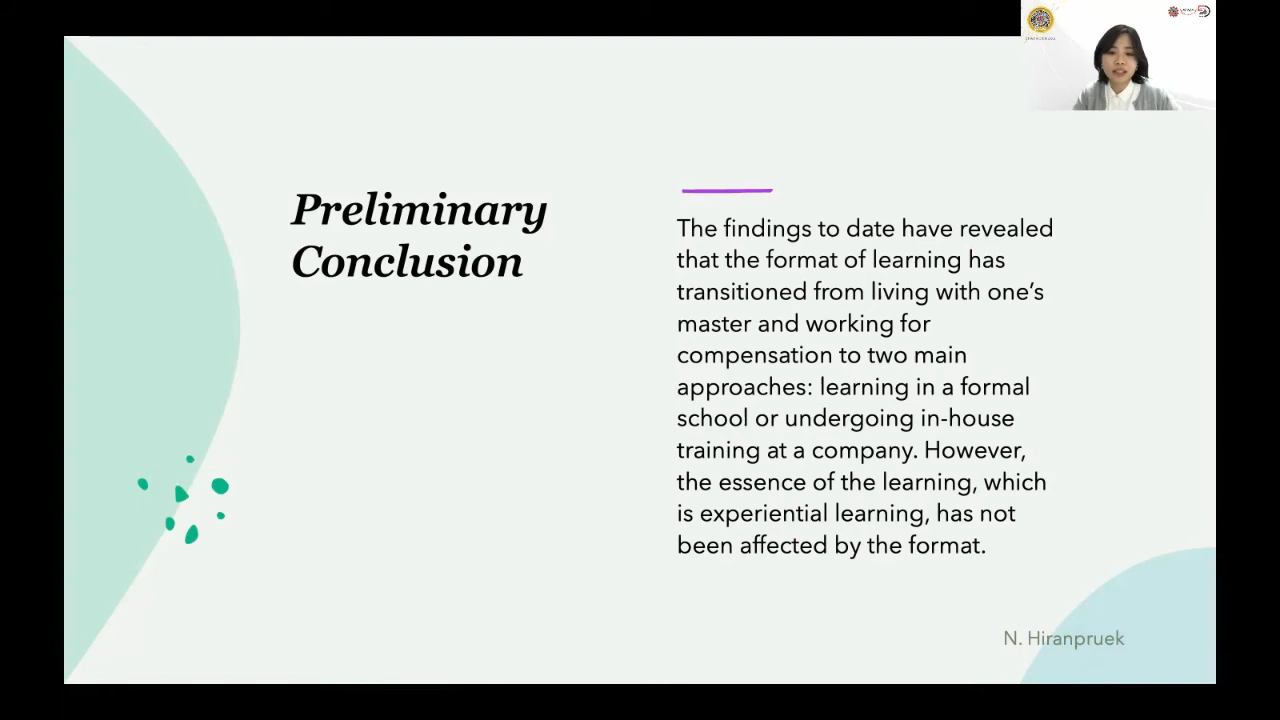 Preliminary
Conclusion
The findings to date have revealed
that the format of learning has
transitioned from living with one’s
master and working for
compensation to two main
approaches: learning in a formal
school or undergoing in-house
training at a company. However,
the essence of the learning, which
is experiential learning, has not
been affected by the format.
N. Hiranpruek